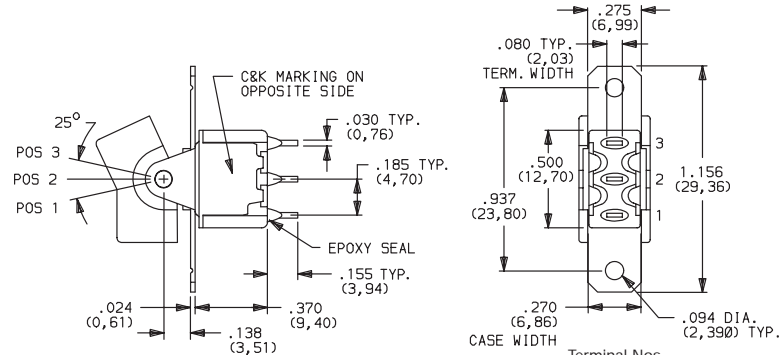 C&K MARKING ON
OPPOSITE SIDE
25°
POS 3
POS 2
POS 1
.030 TYP.
(0,76)
.185 TYP.
(4,70)
EPOXY SEAL
.155 TYP.
(3,94)
.024
(0,61)
.370
(9,40)
.138
(3,51)
.275
(6,99)
.080 TYP.
(2,03)
TERM. WIDTH
3
2
1
.500
(12,70)
.937
(23,80)
1.156
(29,36)
.270
(6,86)
CASE WIDTH
.094 DIA.
(2,39Ø) TYP.
Terminal Nos.